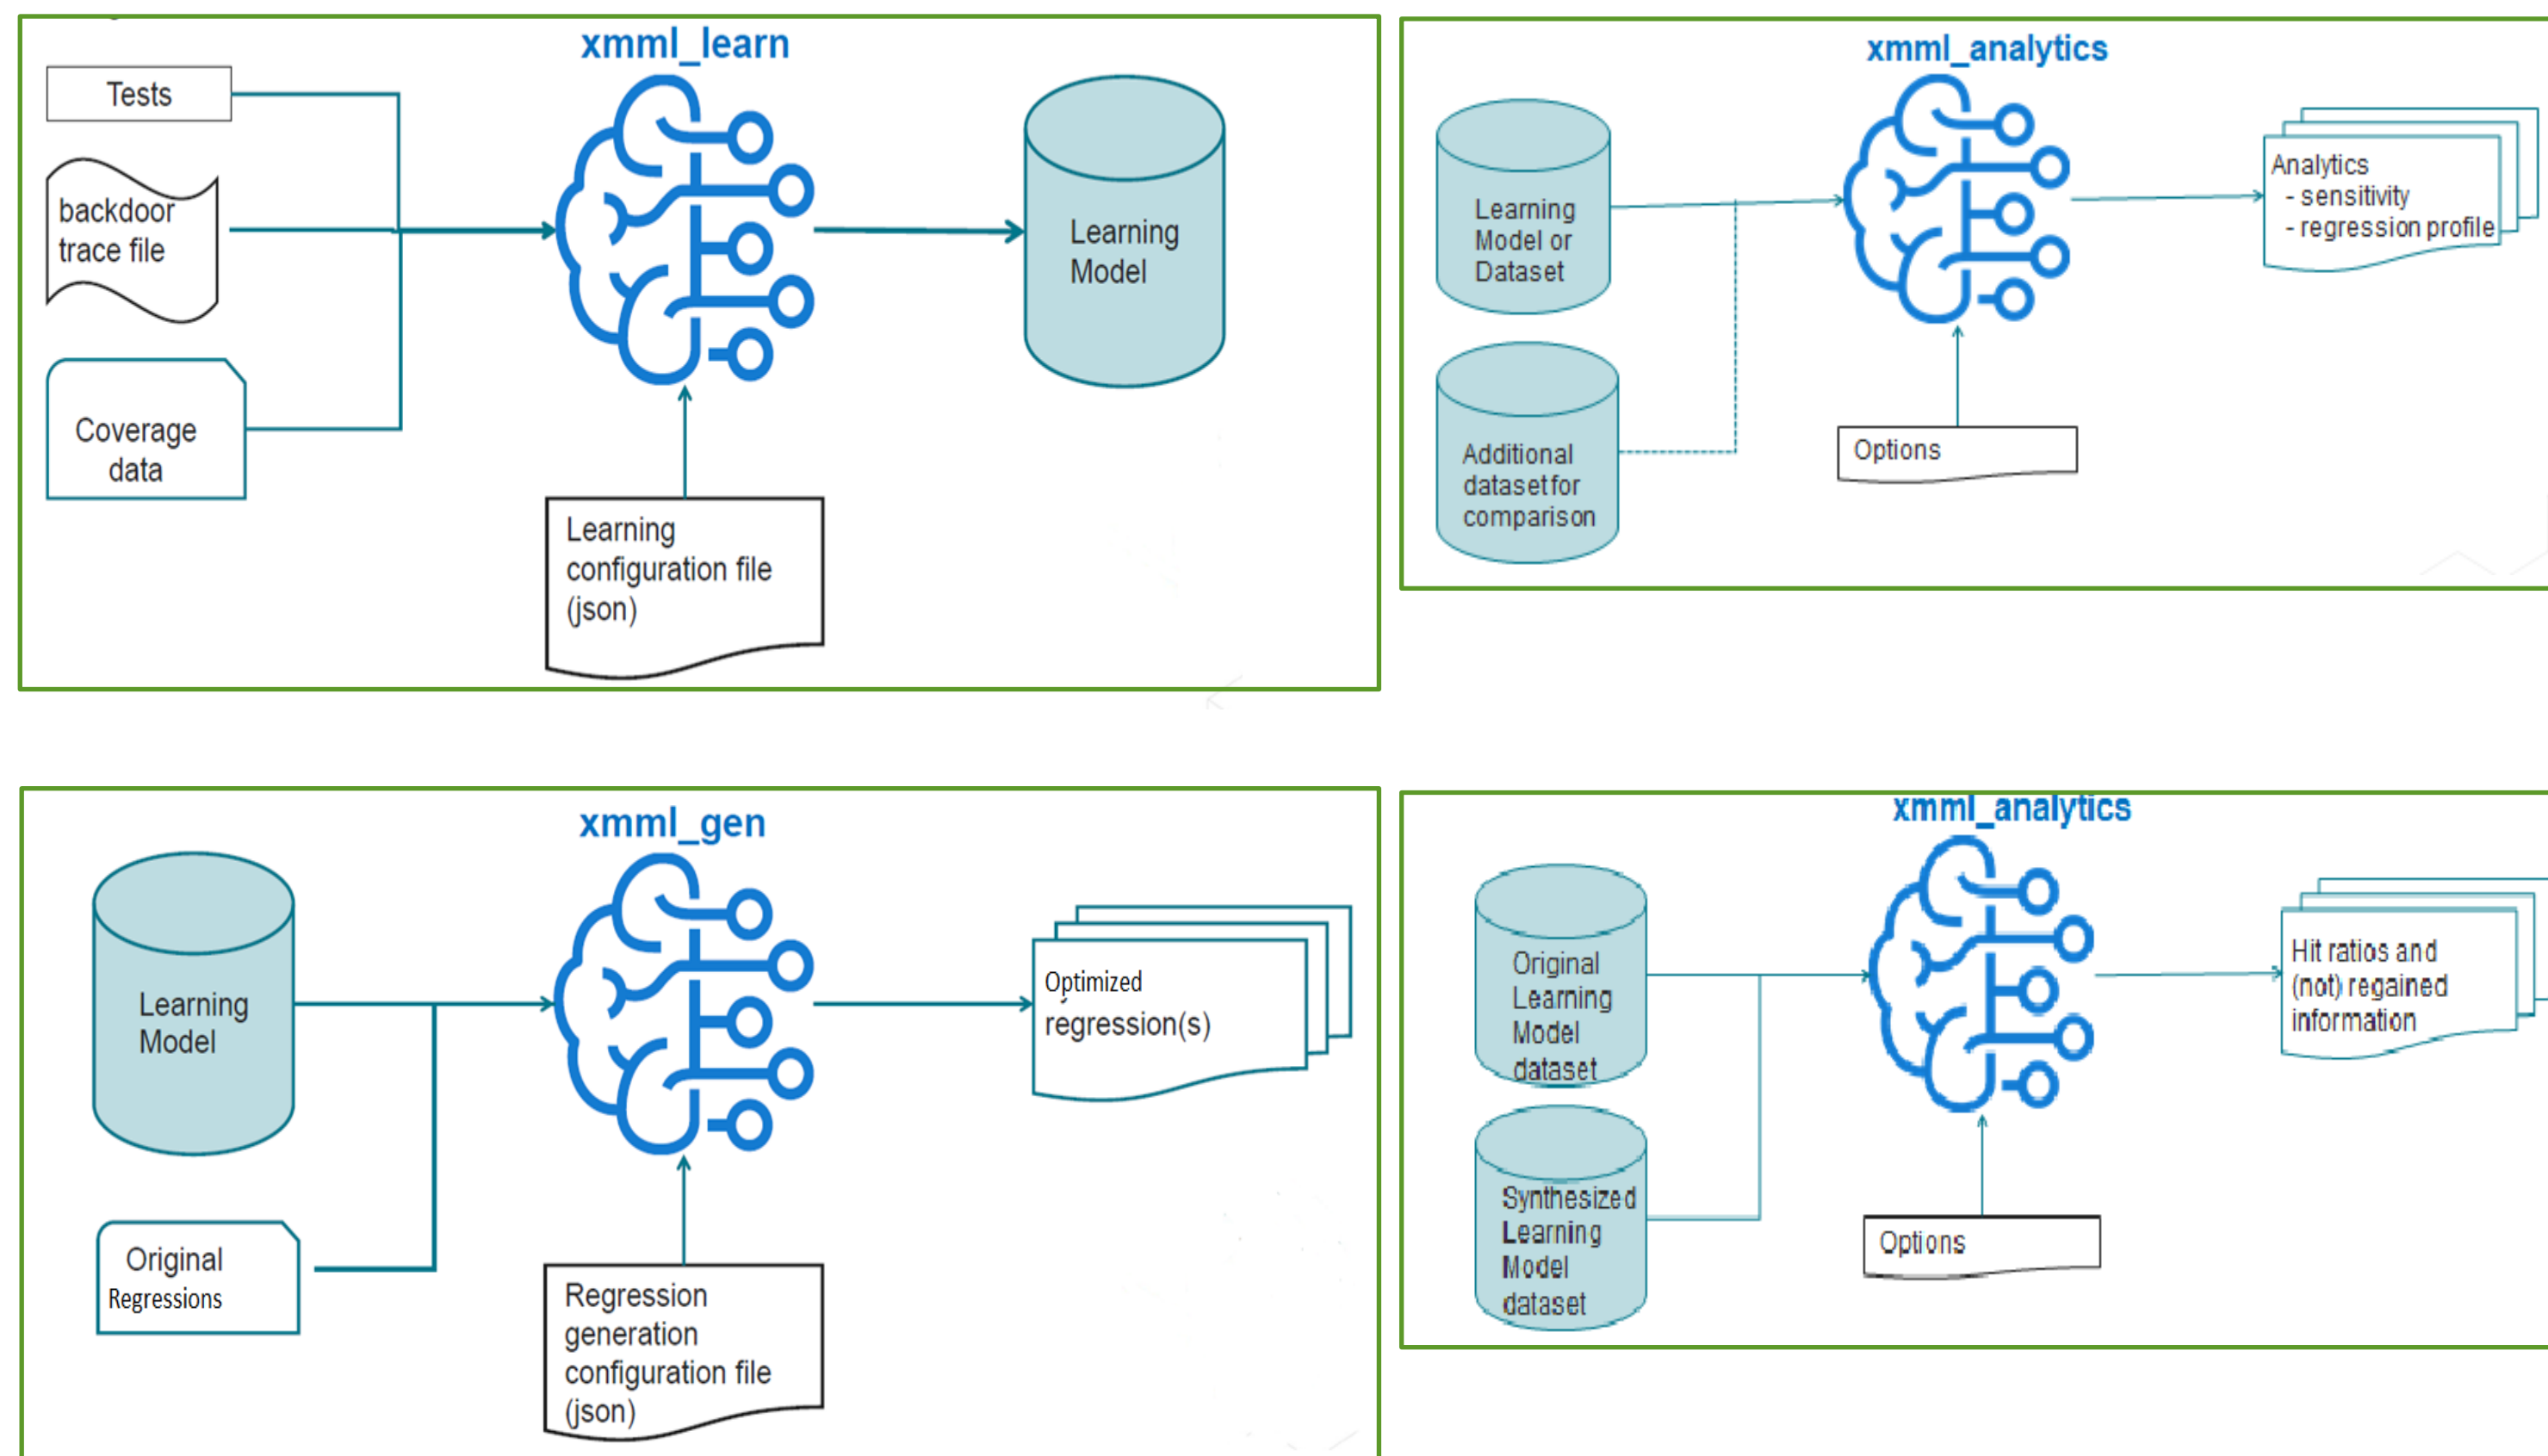 xmml_learn
Tests
backdoor
trace file
Coverage
data
Learning
configuration file
(json)
Learning
Model
xmml_analytics
Learning
Model or
Dataset
Additional
dataset for
comparison
Options
Analytics
- sensitivity
- regression profile
xmml_gen
Learning
Model
Original
Regressions
Regression
generation
configuration file
(json)
Optimized
regression(s)
xmml_analytics
Original
Learning
Model
dataset
Synthesized
Learning
Model
dataset
Options
Hit ratios and
(not) regained
information